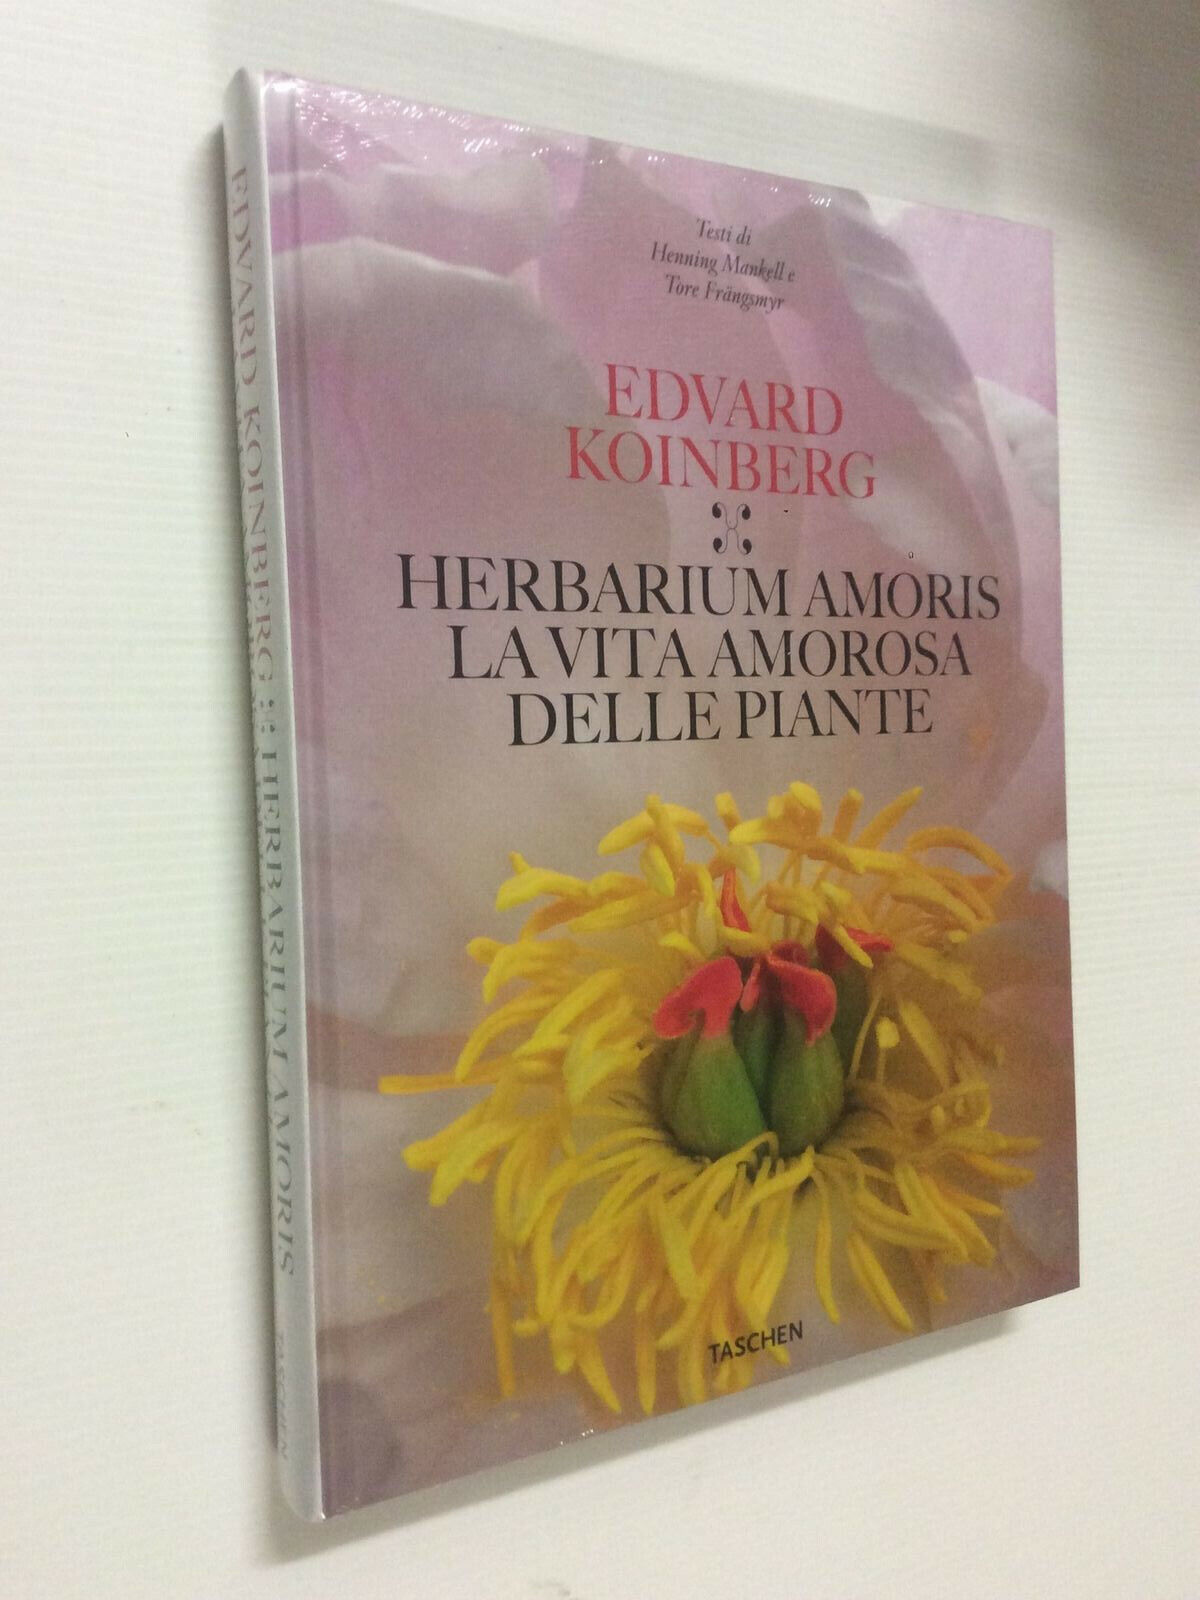 Testi di
Henning Mankell e
Tore Frängsmyr
EDVARD
KOINBERG
HERBARIUM AMORIS
LA VITA AMOROSA
DELLE PIANTE
TASCHEN
EDVARD KOINBERG HERBARIUM AMORIS TASCHEN